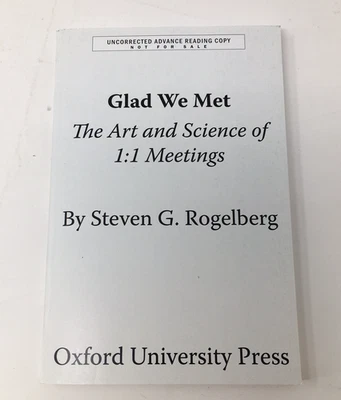 UNCORRECTED ADVANCE READING COPY
NOT FOR SALE
Glad We Met
The Art and Science of
1:1 Meetings
By Steven G. Rogelberg
Oxford University Press